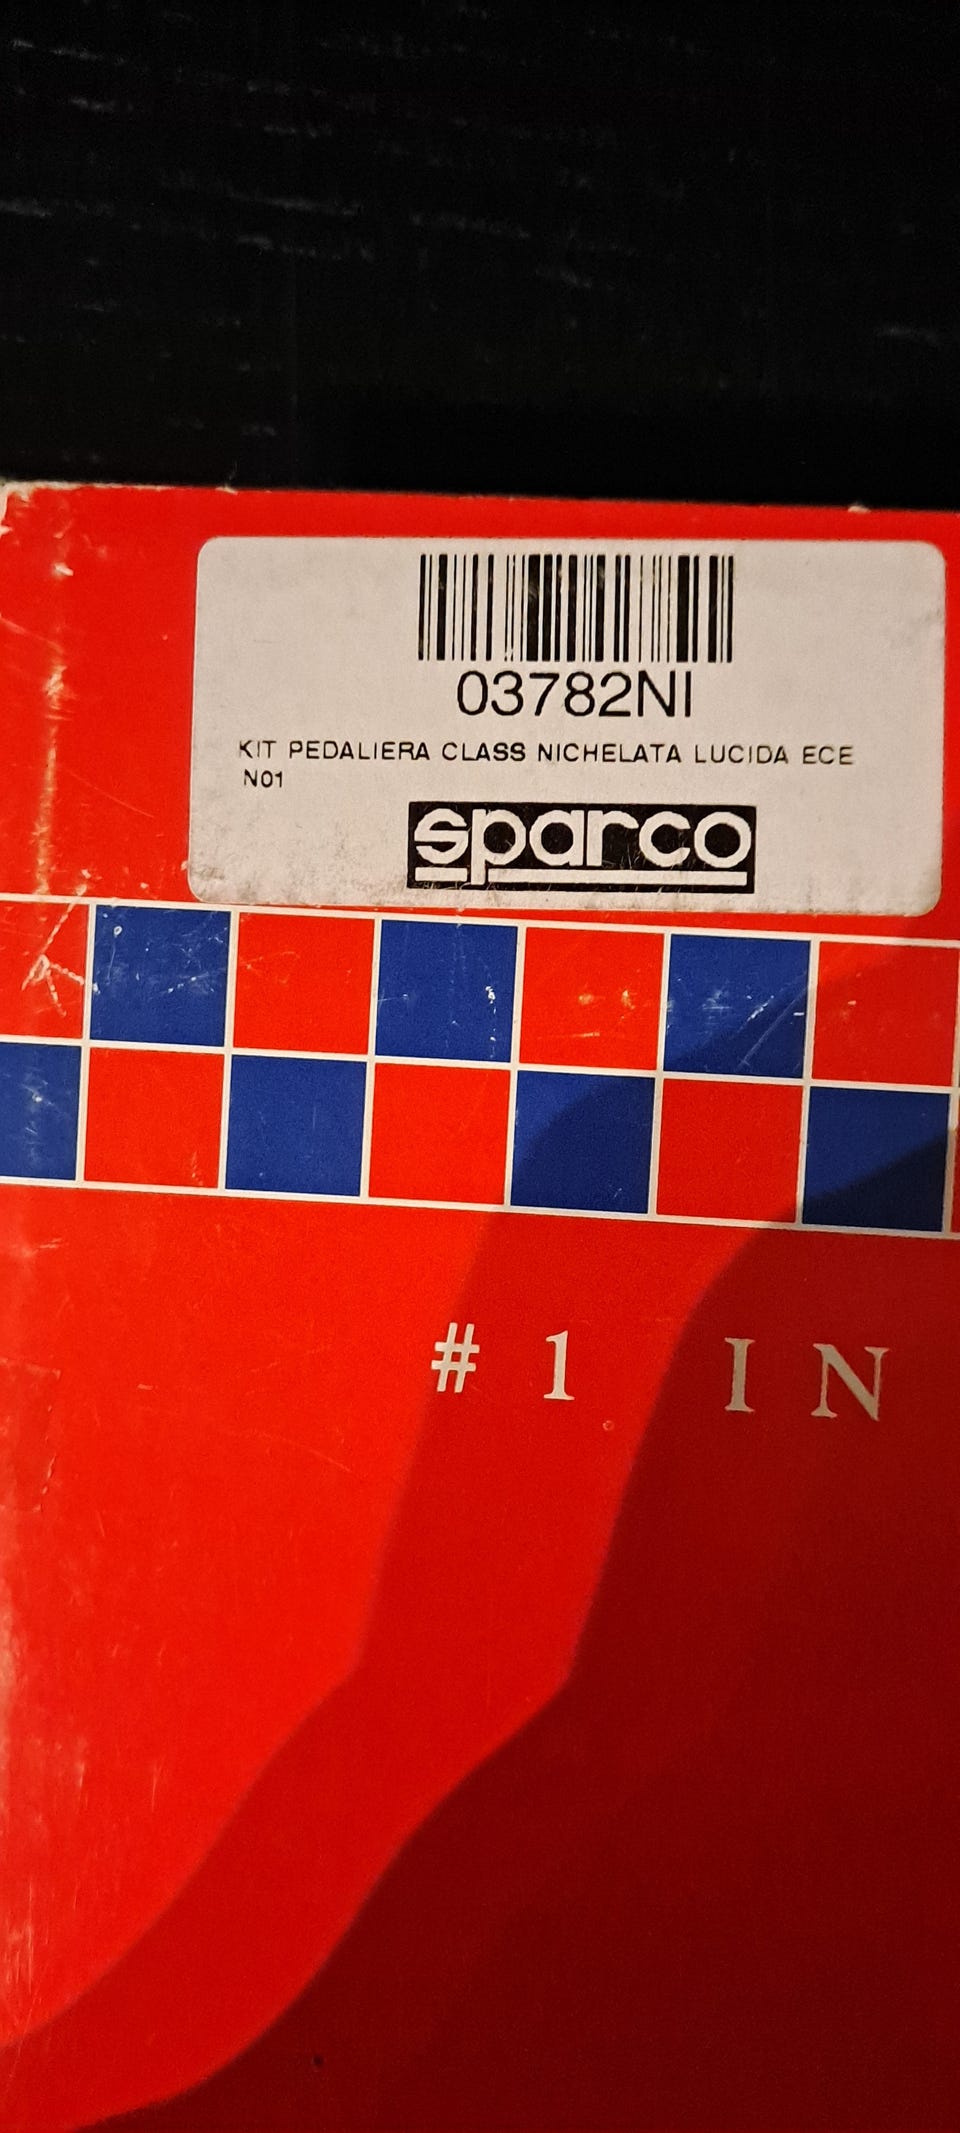 03782NI
KIT PEDALIERA CLASS NICHELATA LUCIDA ECE
N01
sparco
#1 IN